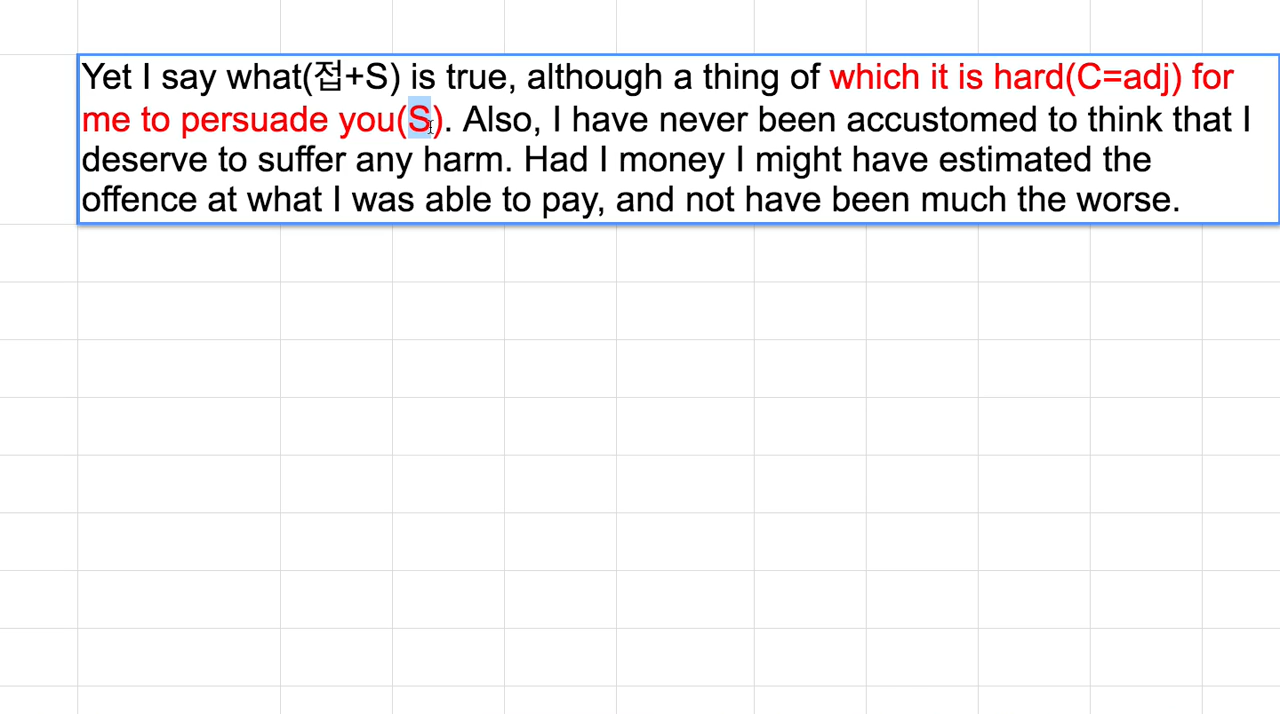 Yet I say what(접+S) is true, although a thing of which it is hard(C=adj) for
me to persuade you(S). Also, I have never been accustomed to think that I
deserve to suffer any harm. Had I money I might have estimated the
offence at what I was able to pay, and not have been much the worse.